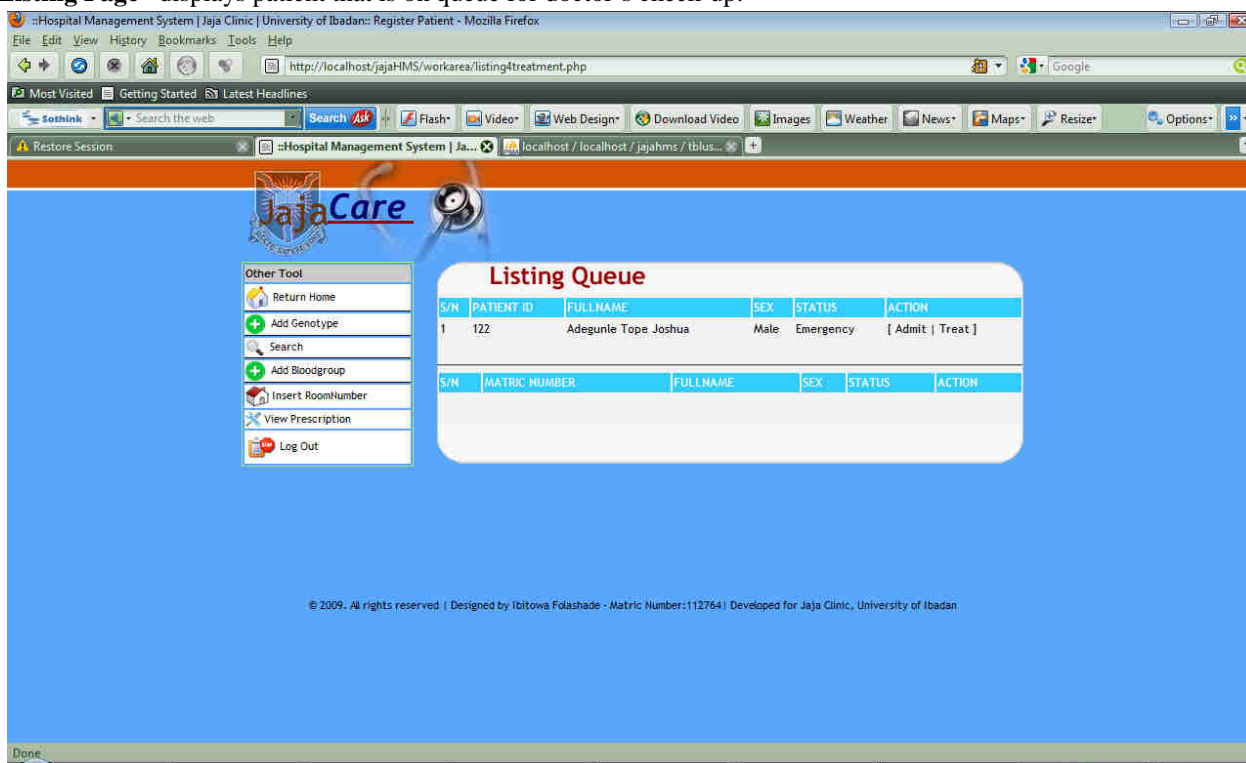 Listing Page" displays patient that is on queue for doctor's check-up.
::Hospital Management System | Jaja Clinic | University of Ibadan:: Register Patient - Mozilla Firefox
File Edit View History Bookmarks Tools Help
http://localhost/jajaHMS/workarea/listing4treatment.php
Google
Most Visited Getting Started Latest Headlines
Sothink Search the web Search Ask Flash Video Web Design Download Video Images Weather News Maps Resize Options
Restore Session ::Hospital Management System | Ja... localhost / localhost / jajahms / tblus...
JajaCare
Other Tool
Return Home
Add Genotype
Search
Add Bloodgroup
Insert RoomNumber
View Prescription
Log Out
Listing Queue
S/N PATIENT ID FULLNAME SEX STATUS ACTION
1 122 Adegunle Tope Joshua Male Emergency [ Admit | Treat ]
S/N MATRIC NUMBER FULLNAME SEX STATUS ACTION
© 2009. All rights reserved | Designed by Ibitowa Folashade - Matric Number:112764| Developed for Jaja Clinic, University of Ibadan
Done